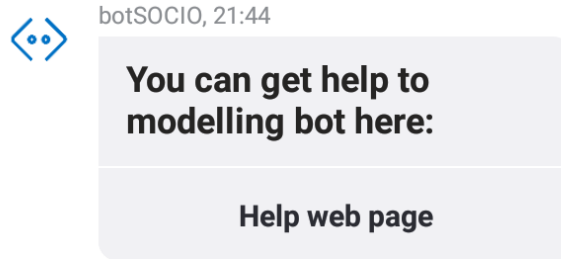 botSOCIO, 21:44
You can get help to
modelling bot here:
Help web page